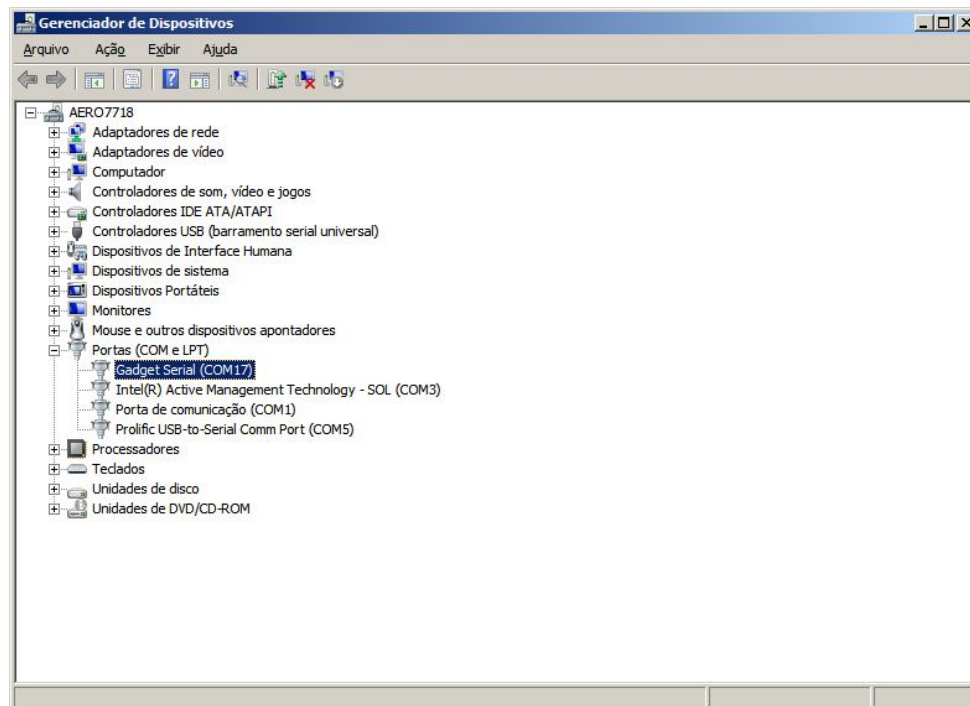 Gerenciador de Dispositivos
Arquivo Ação Exibir Ajuda
AERO7718
Adaptadores de rede
Adaptadores de vídeo
Computador
Controladores de som, vídeo e jogos
Controladores IDE ATA/ATAPI
Controladores USB (barramento serial universal)
Dispositivos de Interface Humana
Dispositivos de sistema
Dispositivos Portáteis
Monitores
Mouse e outros dispositivos apontadores
Portas (COM e LPT)
Gadget Serial (COM17)
Intel(R) Active Management Technology - SOL (COM3)
Porta de comunicação (COM1)
Prolific USB-to-Serial Comm Port (COM5)
Processadores
Teclados
Unidades de disco
Unidades de DVD/CD-ROM